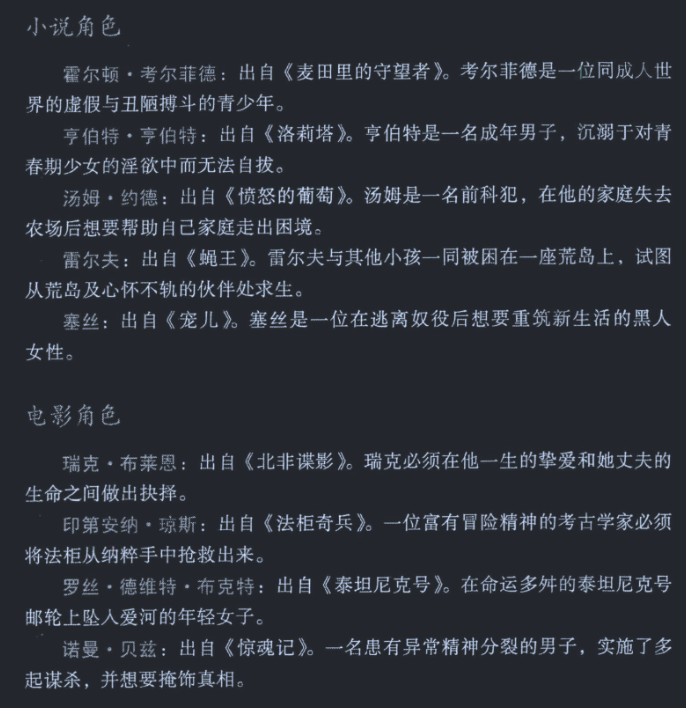 小说角色
霍尔顿·考尔菲德：出自《麦田里的守望者》。考尔菲德是一位同成人世
界的虚假与丑陋搏斗的青少年。
亨伯特·亨伯特：出自《洛莉塔》。亨伯特是一名成年男子，沉溺于对青
春期少女的淫欲中而无法自拔。
汤姆·约德：出自《愤怒的葡萄》。汤姆是一名前科犯，在他的家庭失去
农场后想要帮助自己家庭走出困境。
雷尔夫：出自《蝇王》。雷尔夫与其他小孩一同被困在一座荒岛上，试图
从荒岛及心怀不轨的伙伴处求生。
塞丝：出自《宠儿》。塞丝是一位在逃离奴役后想要重筑新生活的黑人
女性。
电影角色
瑞克·布莱恩：出自《北非谍影》。瑞克必须在他一生的挚爱和她丈夫的
生命之间做出抉择。
印第安纳·琼斯：出自《法柜奇兵》。一位富有冒险精神的考古学家必须
将法柜从纳粹手中抢救出来。
罗丝·德维特·布克特：出自《泰坦尼克号》。在命运多舛的泰坦尼克号
邮轮上坠入爱河的年轻女子。
诺曼·贝兹：出自《惊魂记》。一名患有异常精神分裂的男子，实施了多
起谋杀，并想要掩饰真相。